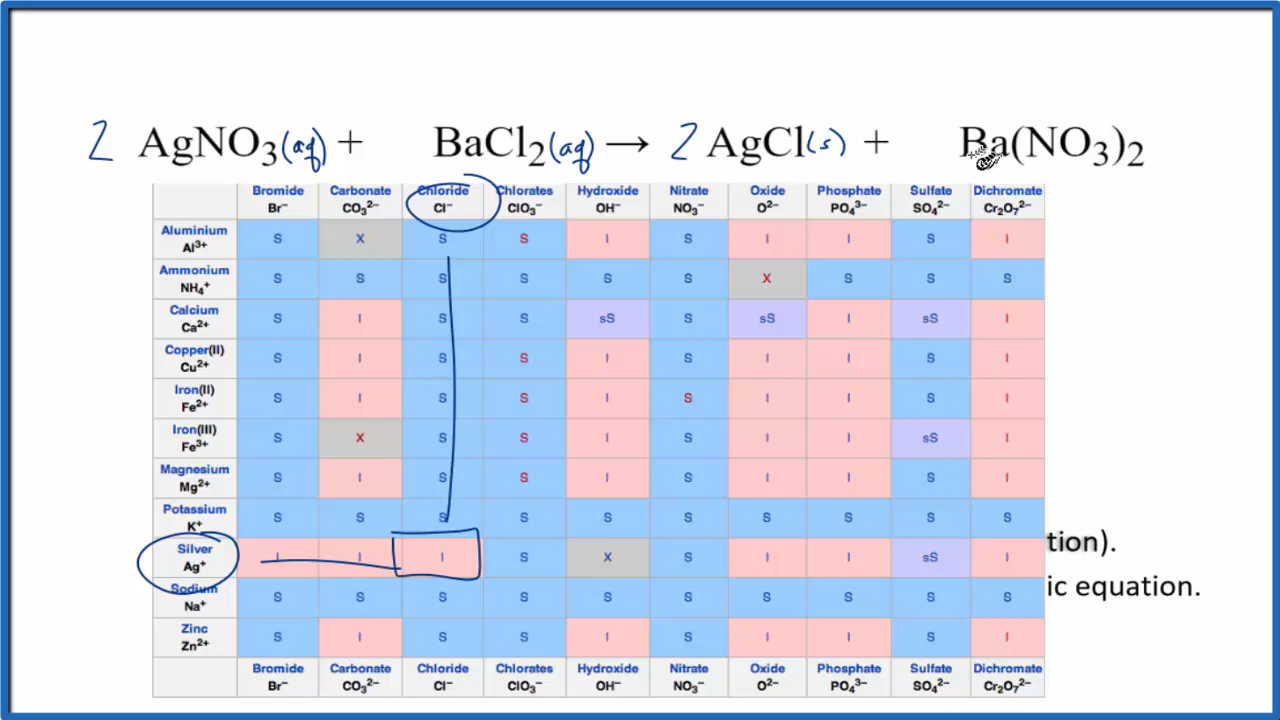 2 AgNO₃(aq) + BaCl₂(aq) → 2 AgCl(s) + Ba(NO₃)₂
Bromide Carbonate Chloride Chlorates Hydroxide Nitrate Oxide Phosphate Sulfate Dichromate
Br⁻ CO₃²⁻ Cl⁻ ClO₃⁻ OH⁻ NO₃⁻ O²⁻ PO₄³⁻ SO₄²⁻ Cr₂O₇²⁻
Aluminium
Al³⁺ S X S S I S I I S I
Ammonium
NH₄⁺ S S S S S S X S S S
Calcium
Ca²⁺ S I S S sS S sS I sS I
Copper(II)
Cu²⁺ S I S S I S I I S I
Iron(II)
Fe²⁺ S I S S I S I I S I
Iron(III)
Fe³⁺ S X S S I S I I sS I
Magnesium
Mg²⁺ S I S S I S I I S I
Potassium
K⁺ S S S S S S S S S S
Silver
Ag⁺ I I I S X S I I sS I
tion).
Sodium
Na⁺ S S S S S S S S S S
ic equation.
Zinc
Zn²⁺ S I S S I S I I S I
Bromide Carbonate Chloride Chlorates Hydroxide Nitrate Oxide Phosphate Sulfate Dichromate
Br⁻ CO₃²⁻ Cl⁻ ClO₃⁻ OH⁻ NO₃⁻ O²⁻ PO₄³⁻ SO₄²⁻ Cr₂O₇²⁻